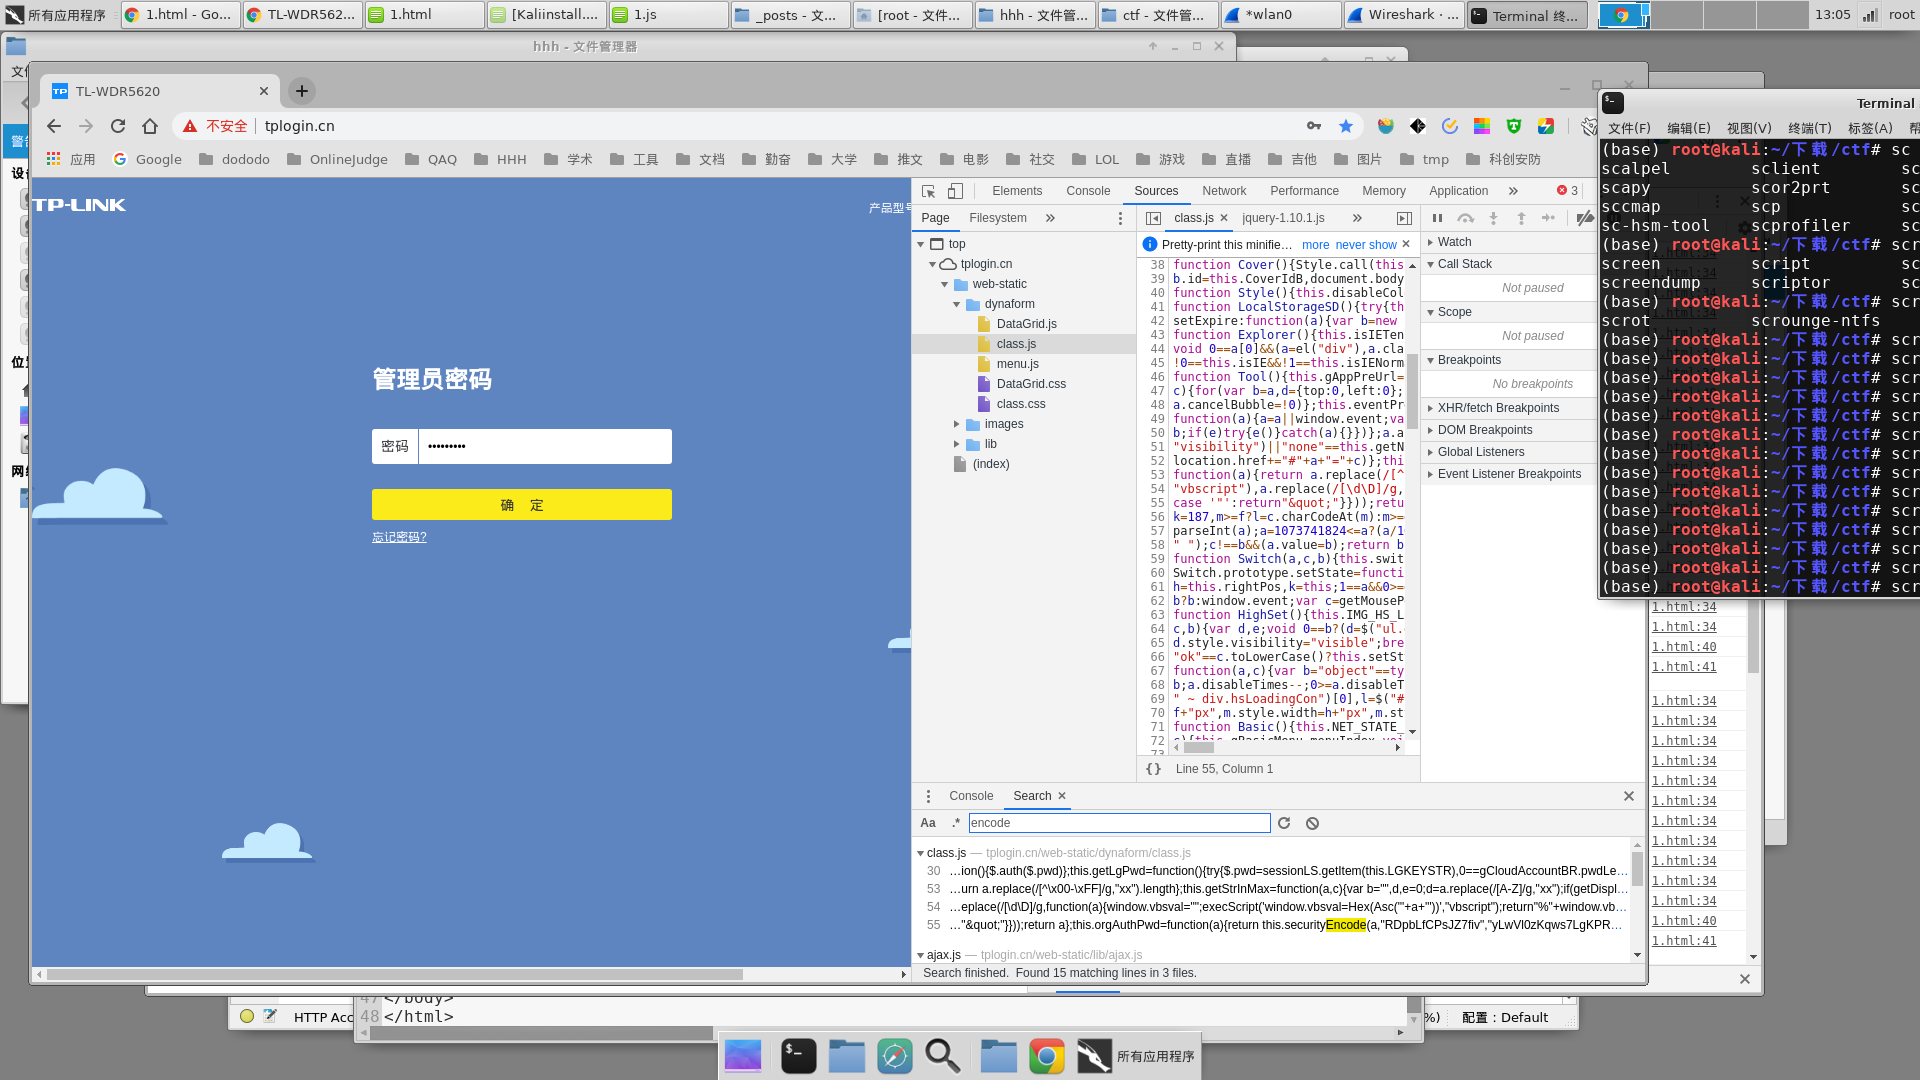 所有应用程序
1.html - Go...
TL-WDR562...
1.html
[Kaliinstall....
1.js
_posts - 文...
[root - 文件...
hhh - 文件管...
ctf - 文件管...
*wlan0
Wireshark · ...
Terminal 终...
13:05
root
hhh - 文件管理器
TL-WDR5620
Terminal
不安全
tplogin.cn
文件(F) 编辑(E) 视图(V) 终端(T) 标签(A)
应用
Google
dododo
OnlineJudge
QAQ
HHH
学术
工具
文档
勤奋
大学
推文
电影
社交
LOL
游戏
直播
吉他
图片
tmp
科创安防
TP-LINK
产品型号
管理员密码
密码
•••••••••
确 定
忘记密码?
Elements Console Sources Network Performance Memory Application » 3
Page Filesystem »
class.js
jquery-1.10.1.js
»
top
tplogin.cn
web-static
dynaform
DataGrid.js
class.js
menu.js
DataGrid.css
class.css
images
lib
(index)
Pretty-print this minifie... more never show
38 function Cover(){Style.call(this
39 b.id=this.CoverIdB,document.body
40 function Style(){this.disableCol
41 function LocalStorageSD(){try{th
42 setExpire:function(a){var b=new
43 function Explorer(){this.isIETen
44 void 0==a[0]&&(a=el("div"),a.cla
45 !0==this.isIE&&!1==this.isIENorm
46 function Tool(){this.gAppPreUrl=
47 c){for(var b=a,d={top:0,left:0};
48 a.cancelBubble=!0)};this.eventPr
49 function(a){a=a||window.event;va
50 b;if(e)try{e()}catch(a){}})};a.a
51 "visibility")||"none"==this.getN
52 location.href+="#"+a+"="+c)};thi
53 function(a){return a.replace(/[^
54 "vbscript"),a.replace(/[\d\D]/g,
55 case '"':return"&quot;"}}));retu
56 k=187,m>=f?l=c.charCodeAt(m):m>=
57 parseInt(a);a=1073741824<=a?(a/1
58 " ");c!==b&&(a.value=b);return b
59 function Switch(a,c,b){this.swit
60 Switch.prototype.setState=functi
61 h=this.rightPos,k=this;1==a&&0>=
62 b?b:window.event;var c=getMouseP
63 function HighSet(){this.IMG_HS_L
64 c,b){var d,e;void 0==b?(d=$("ul.
65 d.style.visibility="visible";bre
66 "ok"==c.toLowerCase()?this.setSt
67 function(a,c){var b="object"==ty
68 b;a.disableTimes--;0>=a.disableT
69 " ~ div.hsLoadingCon")[0],l=$("#
70 f+"px",m.style.width=h+"px",m.st
71 function Basic(){this.NET_STATE_
72
{} Line 55, Column 1
Watch
Call Stack
Not paused
Scope
Not paused
Breakpoints
No breakpoints
XHR/fetch Breakpoints
DOM Breakpoints
Global Listeners
Event Listener Breakpoints
Console Search
Aa .* encode
class.js — tplogin.cn/web-static/dynaform/class.js
30 ...ion(){$.auth($.pwd)};this.getLgPwd=function(){try{$.pwd=sessionLS.getItem(this.LGKEYSTR),0==gCloudAccountBR.pwdLe...
53 ...urn a.replace(/[^\x00-\xFF]/g,"xx").length};this.getStrInMax=function(a,c){var b="",d,e=0;d=a.replace(/[A-Z]/g,"xx");if(getDispl...
54 ...eplace(/[\d\D]/g,function(a){window.vbsval="";execScript('window.vbsval=Hex(Asc("'+a+'"))',"vbscript");return"%"+window.vb...
55 ..."&quot;"}}));return a};this.orgAuthPwd=function(a){return this.securityEncode(a,"RDpbLfCPsJZ7fiv","yLwVl0zKqws7LgKPR...
ajax.js — tplogin.cn/web-static/lib/ajax.js
Search finished. Found 15 matching lines in 3 files.
(base) root@kali:~/下载/ctf# sc
scalpel sclient sc
scapy scor2prt sc
sccmap scp sc
sc-hsm-tool scprofiler sc
(base) root@kali:~/下载/ctf# scr
screen script sc
screendump scriptor sc
(base) root@kali:~/下载/ctf# scr
scrot scrounge-ntfs
(base) root@kali:~/下载/ctf# scr
(base) root@kali:~/下载/ctf# scr
(base) root@kali:~/下载/ctf# scr
(base) root@kali:~/下载/ctf# scr
(base) root@kali:~/下载/ctf# scr
(base) root@kali:~/下载/ctf# scr
(base) root@kali:~/下载/ctf# scr
(base) root@kali:~/下载/ctf# scr
(base) root@kali:~/下载/ctf# scr
(base) root@kali:~/下载/ctf# scr
(base) root@kali:~/下载/ctf# scr
(base) root@kali:~/下载/ctf# scr
(base) root@kali:~/下载/ctf# scr
(base) root@kali:~/下载/ctf# scr
1.html:34
1.html:34
1.html:40
1.html:41
1.html:34
1.html:34
1.html:34
1.html:34
1.html:34
1.html:34
1.html:34
1.html:34
1.html:34
1.html:34
1.html:34
1.html:40
1.html:41
47 </body>
48 </html>
HTTP Acc
%)
配置：Default
所有应用程序